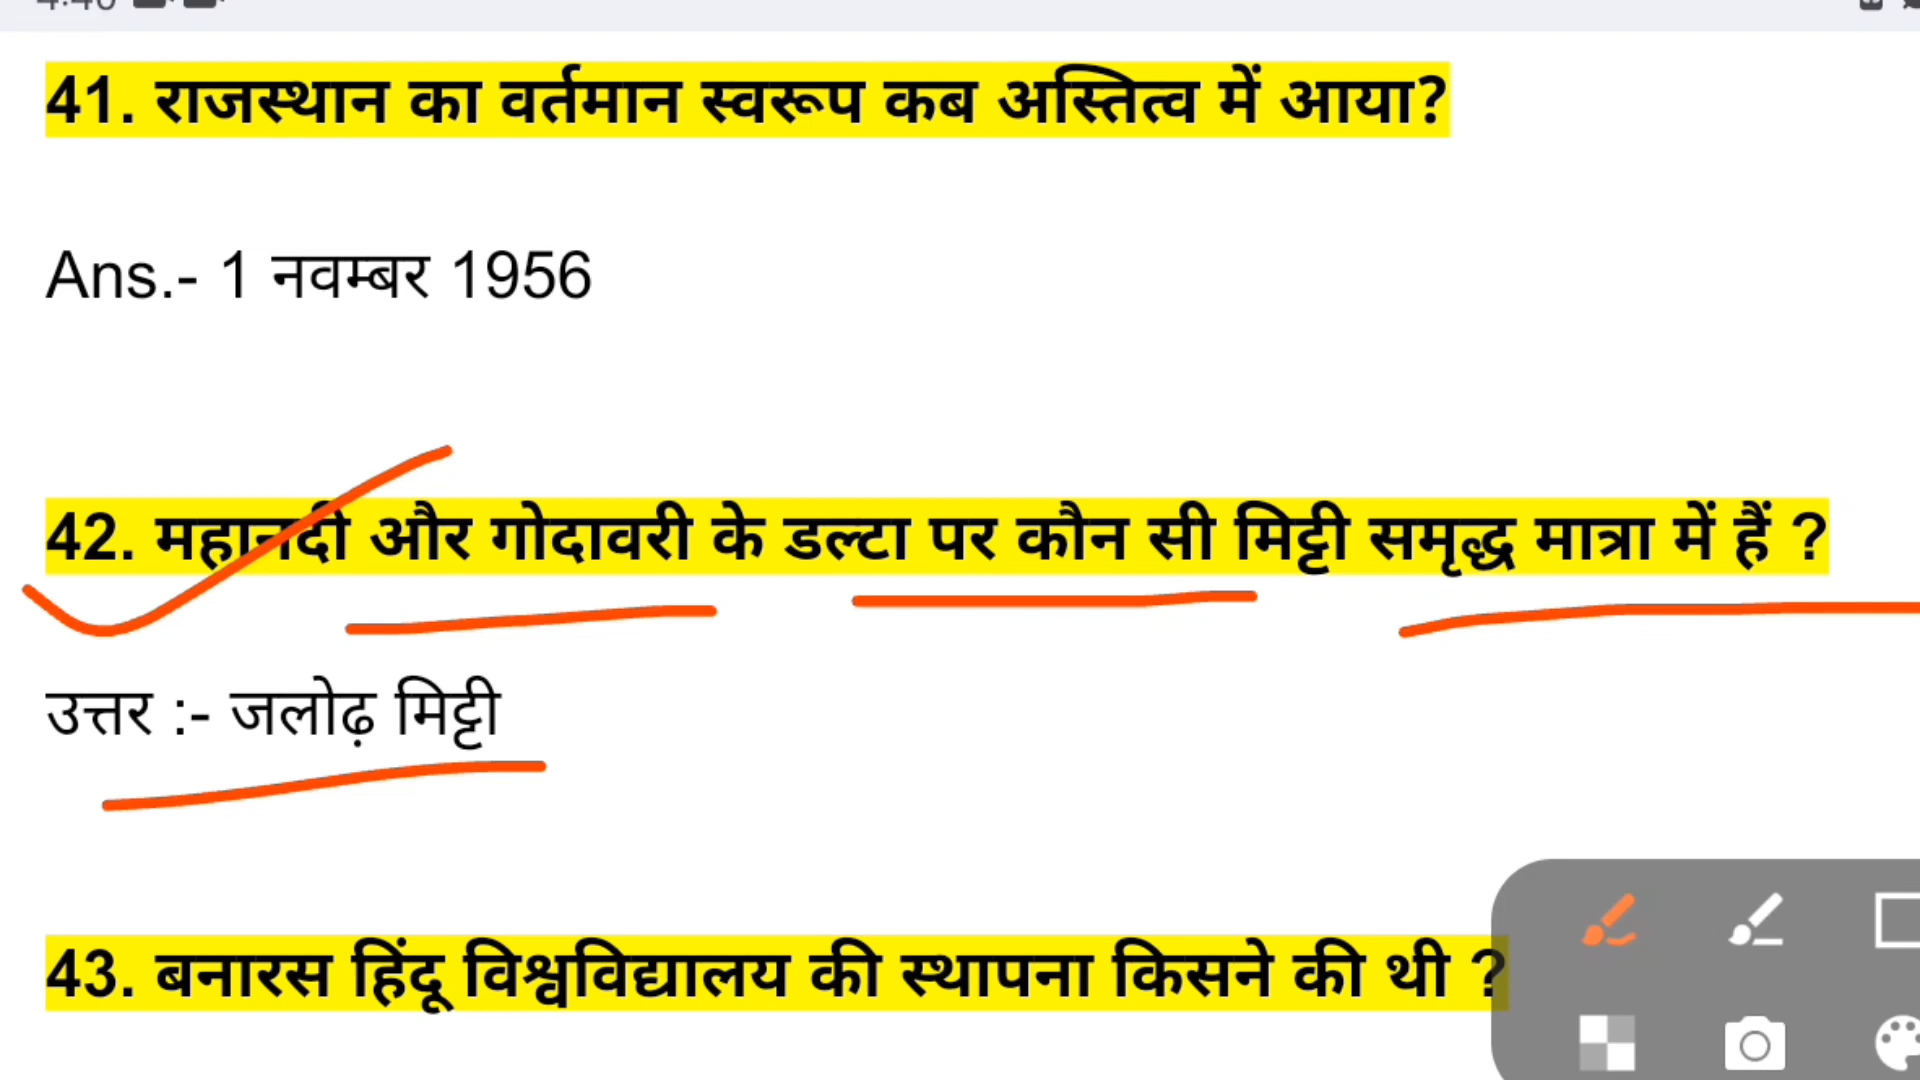 41. राजस्थान का वर्तमान स्वरूप कब अस्तित्व में आया?
Ans.- 1 नवम्बर 1956
42. महानदी और गोदावरी के डल्टा पर कौन सी मिट्टी समृद्ध मात्रा में हैं ?
उत्तर :- जलोढ़ मिट्टी
43. बनारस हिंदू विश्वविद्यालय की स्थापना किसने की थी ?